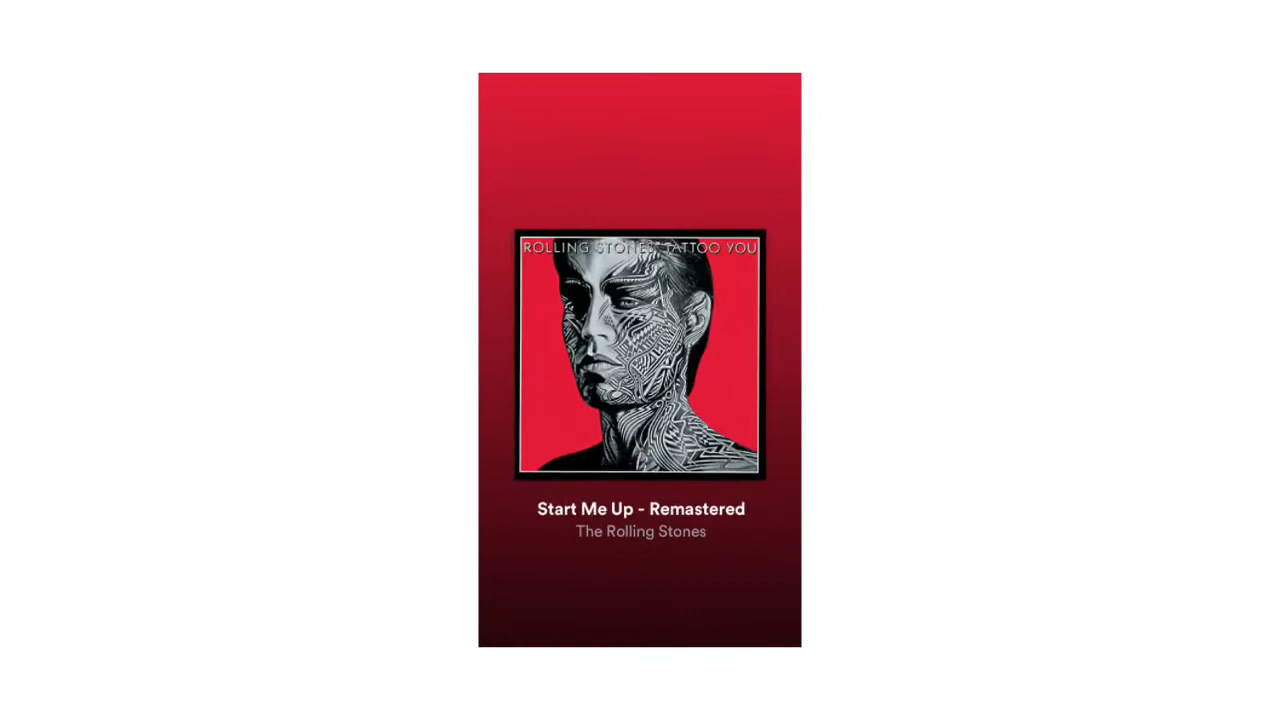 ROLLING STONES TATTOO YOU
Start Me Up - Remastered
The Rolling Stones